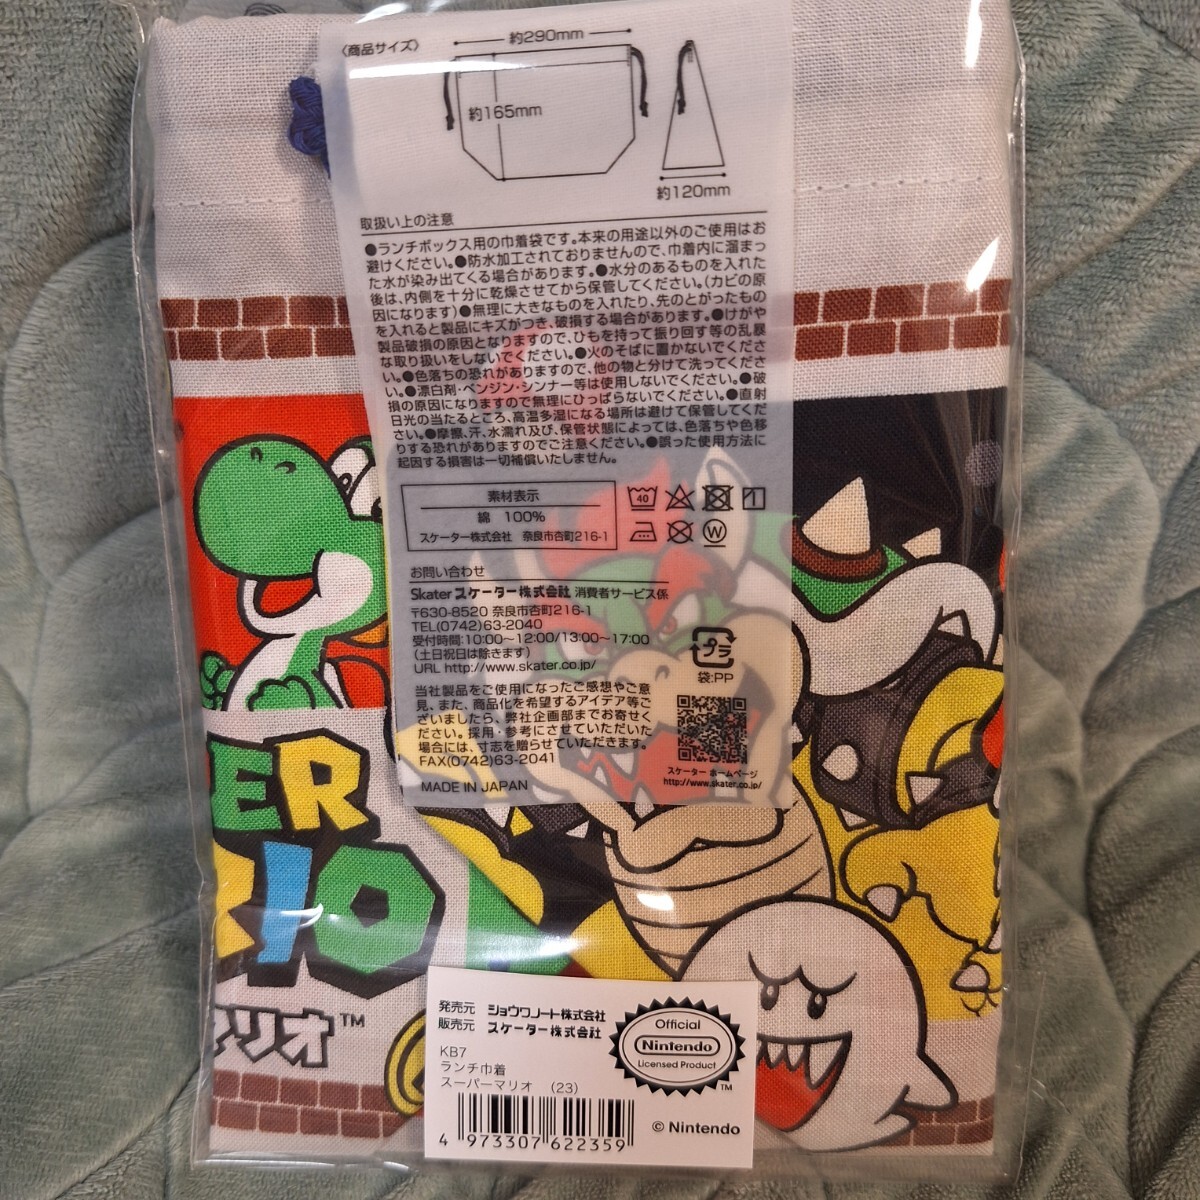 〈商品サイズ〉
約290mm
約165mm
約120mm
取扱い上の注意
●ランチボックス用の巾着袋です。本来の用途以外のご使用はお
避けください。●防水加工されておりませんので、巾着内に溜まっ
た水が染み出てくる場合があります。●水分のあるものを入れた
後は、内側を十分に乾燥させてから保管してください。(カビの原
因になります)●無理に大きなものを入れたり、先のとがったもの
を入れると製品にキズがつき、破損する場合があります。●けがや
製品破損の原因となりますので、ひもを持って振り回す等の乱暴
な取り扱いをしないでください。●火のそばに置かないでくださ
い。●色落ちの恐れがありますので、他の物と分けて洗ってくだ
さい。●漂白剤・ベンジン・シンナー等は使用しないでください。●破
損の原因になりますので無理にひっぱらないでください。●直射
日光の当たるところ、高温多湿になる場所は避けて保管してくだ
さい。●摩擦、汗、水濡れ及び、保管状態によっては、色落ちや色移
りする恐れがありますのでご注意ください。●誤った使用方法に
起因する損害は一切補償いたしません。
素材表示
綿 100%
スケーター株式会社 奈良市杏町216-1
40
W
お問い合わせ
Skater スケーター株式会社 消費者サービス係
〒630-8520 奈良市杏町216-1
TEL(0742)63-2040
受付時間:10:00～12:00/13:00～17:00
(土日祝日は除きます)
URL http://www.skater.co.jp/
プラ
袋:PP
当社製品をご使用になったご感想やご意
見、また、商品化を希望するアイデア等ご
ざいましたら、弊社企画部までお寄せくだ
さい。採用・参考にさせていただいた
場合には、寸志を贈らせていただきます。
FAX(0742)63-2041
MADE IN JAPAN
スケーター ホームページ
http://www.skater.co.jp/
ER
RIO
マリオ™
発売元 ショウワノート株式会社
販売元 スケーター株式会社
KB7
ランチ巾着
スーパーマリオ (23)
4 973307 622359
Official
Nintendo
Licensed Product
TM
© Nintendo